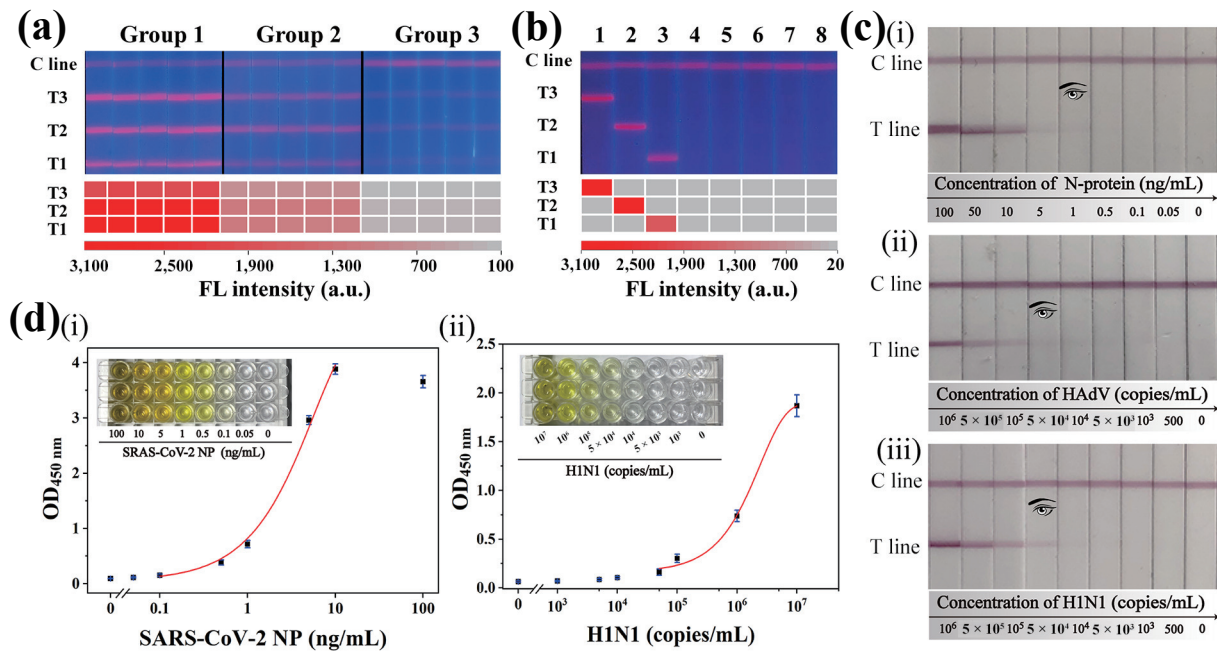 (a)
Group 1 Group 2 Group 3
C line
T3
T2
T1
T3
T2
T1
3,100 2,500 1,900 1,300 700 100
FL intensity (a.u.)
(b)
1 2 3 4 5 6 7 8
C line
T3
T2
T1
T3
T2
T1
3,100 2,500 1,900 1,300 700 20
FL intensity (a.u.)
(c)
(i)
C line
T line
Concentration of N-protein (ng/mL)
100 50 10 5 1 0.5 0.1 0.05 0
(ii)
C line
T line
Concentration of HAdV (copies/mL)
10⁶ 5 × 10⁵ 10⁵ 5 × 10⁴ 10⁴ 5 × 10³ 10³ 500 0
(iii)
C line
T line
Concentration of H1N1 (copies/mL)
10⁶ 5 × 10⁵ 10⁵ 5 × 10⁴ 10⁴ 5 × 10³ 10³ 500 0
(d)
(i)
OD450 nm
4
3
2
1
0
100 10 5 1 0.5 0.1 0.05 0
SRAS-CoV-2 NP (ng/mL)
0 0.1 1 10 100
SARS-CoV-2 NP (ng/mL)
(ii)
OD450 nm
2.5
2.0
1.5
1.0
0.5
0.0
10⁷ 10⁶ 10⁵ 5 × 10⁴ 10⁴ 5 × 10³ 10³ 0
H1N1 (copies/mL)
0 10³ 10⁴ 10⁵ 10⁶ 10⁷
H1N1 (copies/mL)